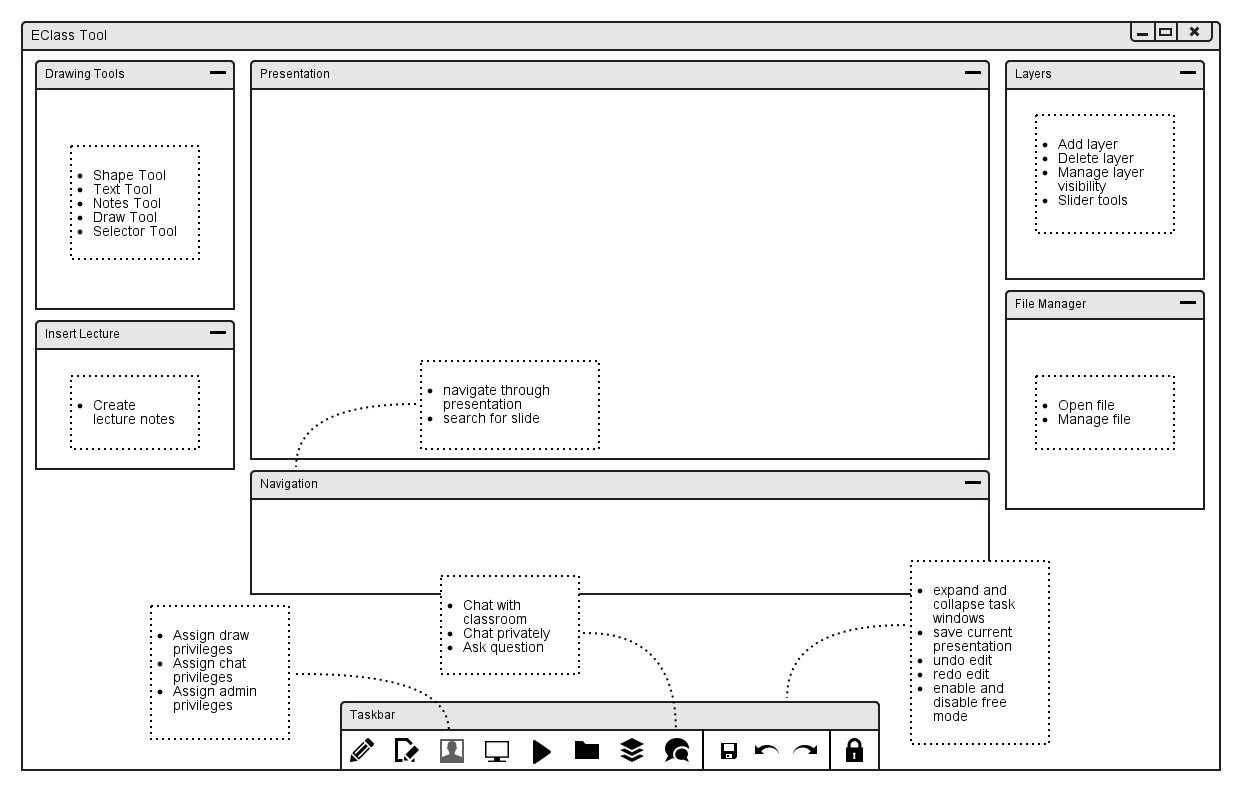 EClass Tool
Drawing Tools
Presentation
Layers
Shape Tool
Text Tool
Notes Tool
Draw Tool
Selector Tool
Add layer
Delete layer
Manage layer
visibility
Slider tools
Insert Lecture
Create
lecture notes
File Manager
Open file
Manage file
navigate through
presentation
search for slide
Navigation
Assign draw
privileges
Assign chat
privileges
Assign admin
privileges
Chat with
classroom
Chat privately
Ask question
expand and
collapse task
windows
save current
presentation
undo edit
redo edit
enable and
disable free
mode
Taskbar